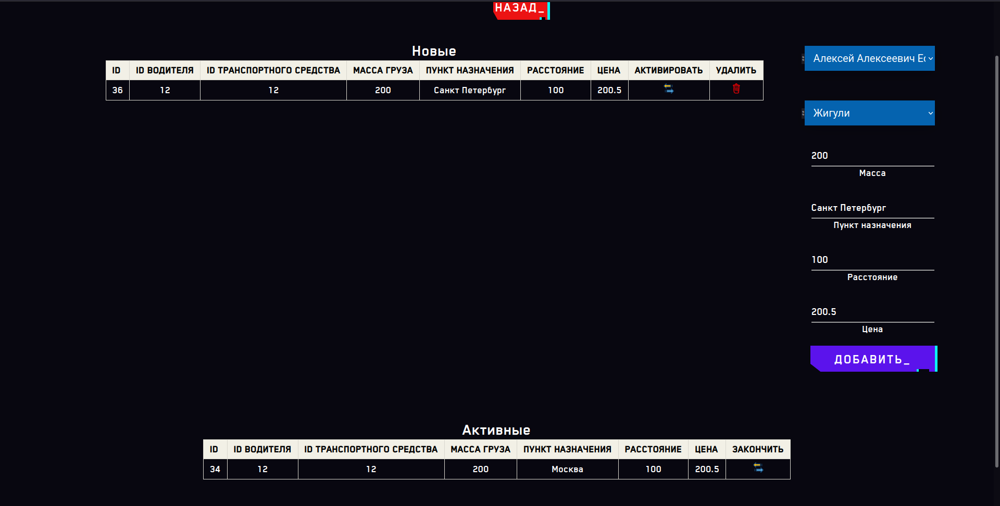 НАЗАД_
Новые
ID ID ВОДИТЕЛЯ ID ТРАНСПОРТНОГО СРЕДСТВА МАССА ГРУЗА ПУНКТ НАЗНАЧЕНИЯ РАССТОЯНИЕ ЦЕНА АКТИВИРОВАТЬ УДАЛИТЬ
36 12 12 200 Санкт Петербург 100 200.5
Алексей Алексеевич
Жигули
200
Масса
Санкт Петербург
Пункт назначения
100
Расстояние
200.5
Цена
ДОБАВИТЬ_
Активные
ID ID ВОДИТЕЛЯ ID ТРАНСПОРТНОГО СРЕДСТВА МАССА ГРУЗА ПУНКТ НАЗНАЧЕНИЯ РАССТОЯНИЕ ЦЕНА ЗАКОНЧИТЬ
34 12 12 200 Москва 100 200.5